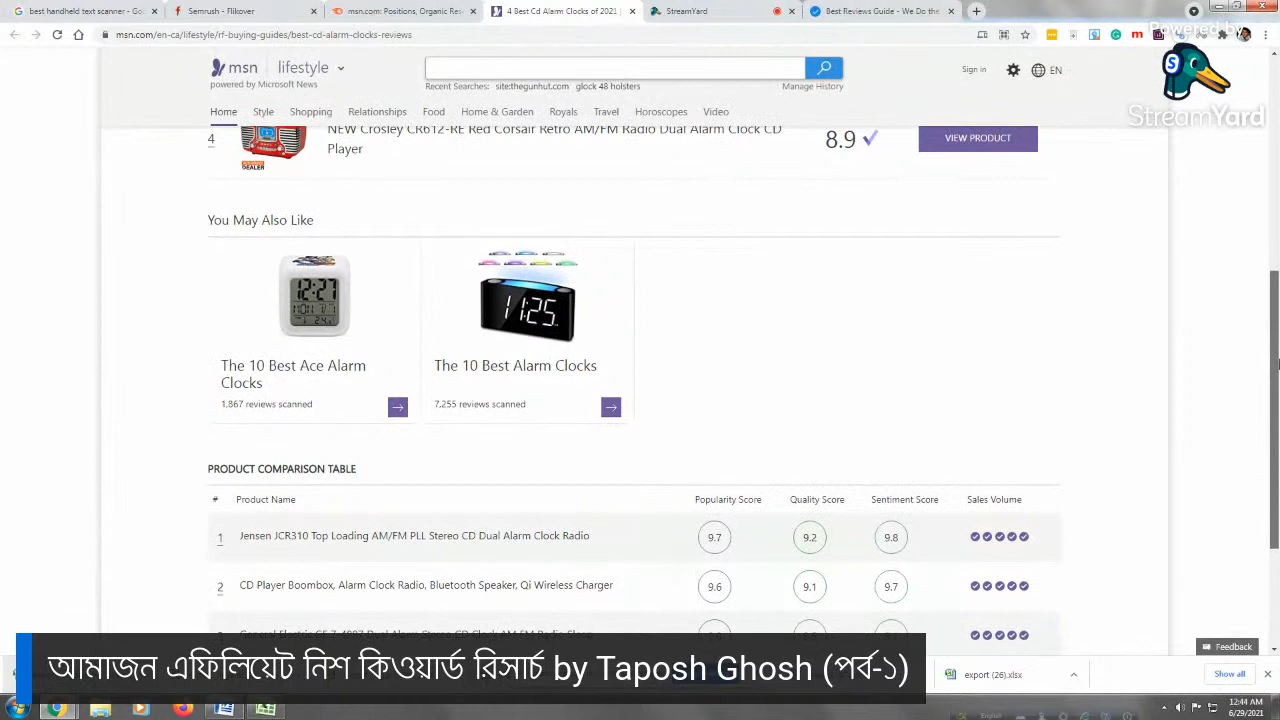 best handheld text scanner - Go
Semrush - Flikover
msn.com: Positions, Organic Res
4 Best Cd Alarm Clocks of 2021
StreamYard
Best Reviews Guide - We Do the
msn.com/en-ca/lifestyle/rf-buying-guides/best-cd-alarm-clocks-reviews
Powered by
StreamYard
msn
lifestyle
powered by Microsoft News
Recent Searches: site:thegunhut.com glock 48 holsters
Manage History
Sign in
EN
Home Style Shopping Relationships Food Home & Garden Royals Travel Horoscopes Video
4
NEW Crosley CR612-RE Red Corsair Retro AM/FM Radio Dual Alarm Clock CD
Player
DEALER
8.9
VIEW PRODUCT
You May Also Like
12:27
11:25
The 10 Best Ace Alarm
Clocks
1,867 reviews scanned
The 10 Best Alarm Clocks
7,255 reviews scanned
PRODUCT COMPARISON TABLE
# Product Name Popularity Score Quality Score Sentiment Score Sales Volume
1 Jensen JCR310 Top Loading AM/FM PLL Stereo CD Dual Alarm Clock Radio 9.7 9.2 9.8
2 CD Player Boombox, Alarm Clock Radio, Bluetooth Speaker, Qi Wireless Charger 9.6 9.1 9.7
Feedback
আমাজন এফিলিয়েট নিশ কিওয়ার্ড রিসার্চ by Taposh Ghosh (পর্ব-১)
export (26).xlsx
Show all
English
12:44 AM
6/29/2021